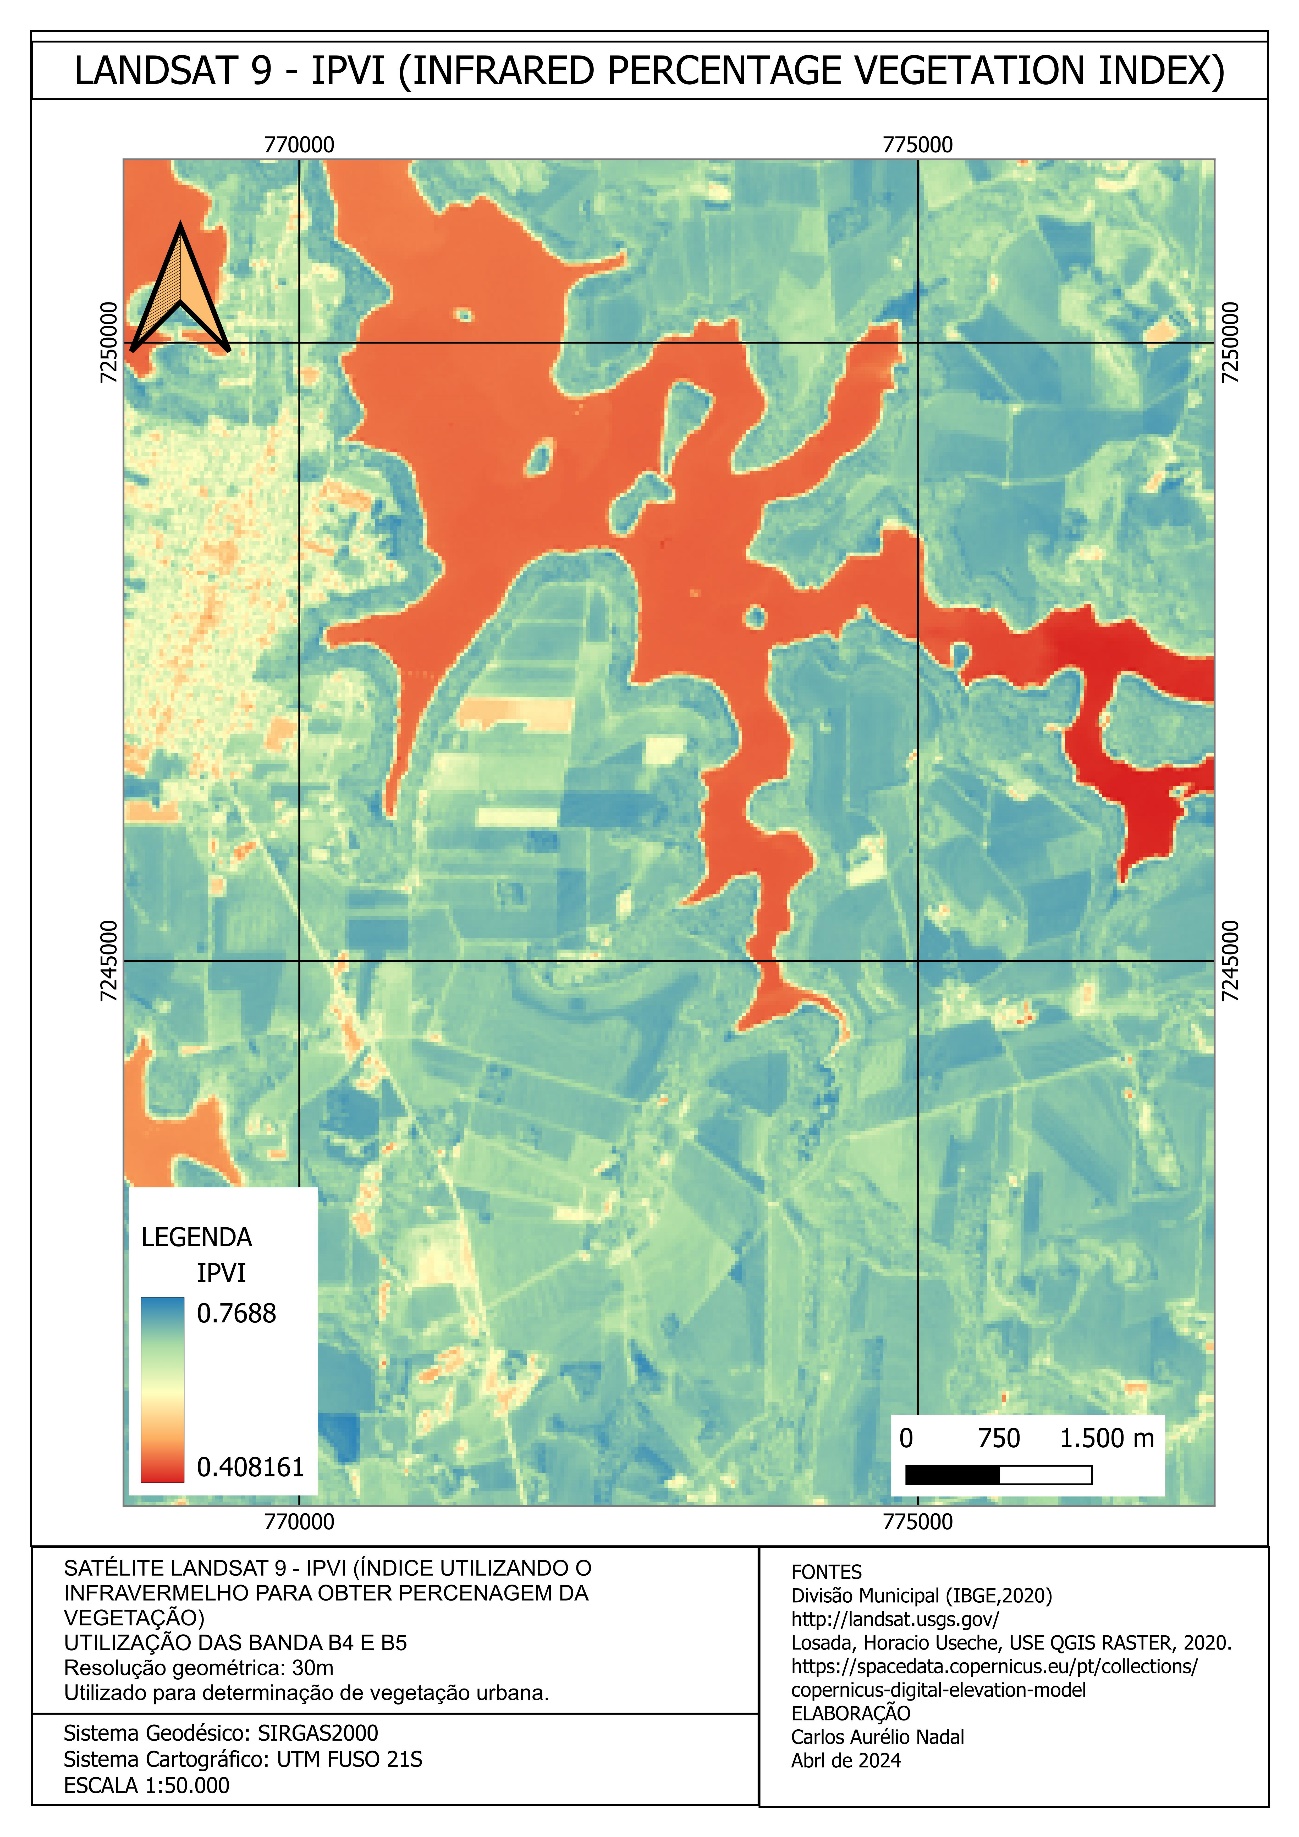 LANDSAT 9 - IPVI (INFRARED PERCENTAGE VEGETATION INDEX)
770000
775000
7250000
7250000
7245000
7245000
LEGENDA
IPVI
0.7688
0.408161
0 750 1.500 m
770000
775000
SATÉLITE LANDSAT 9 - IPVI (ÍNDICE UTILIZANDO O
INFRAVERMELHO PARA OBTER PERCENAGEM DA
VEGETAÇÃO)
UTILIZAÇÃO DAS BANDA B4 E B5
Resolução geométrica: 30m
Utilizado para determinação de vegetação urbana.
Sistema Geodésico: SIRGAS2000
Sistema Cartográfico: UTM FUSO 21S
ESCALA 1:50.000
FONTES
Divisão Municipal (IBGE,2020)
http://landsat.usgs.gov/
Losada, Horacio Useche, USE QGIS RASTER, 2020.
https://spacedata.copernicus.eu/pt/collections/
copernicus-digital-elevation-model
ELABORAÇÃO
Carlos Aurélio Nadal
Abrl de 2024